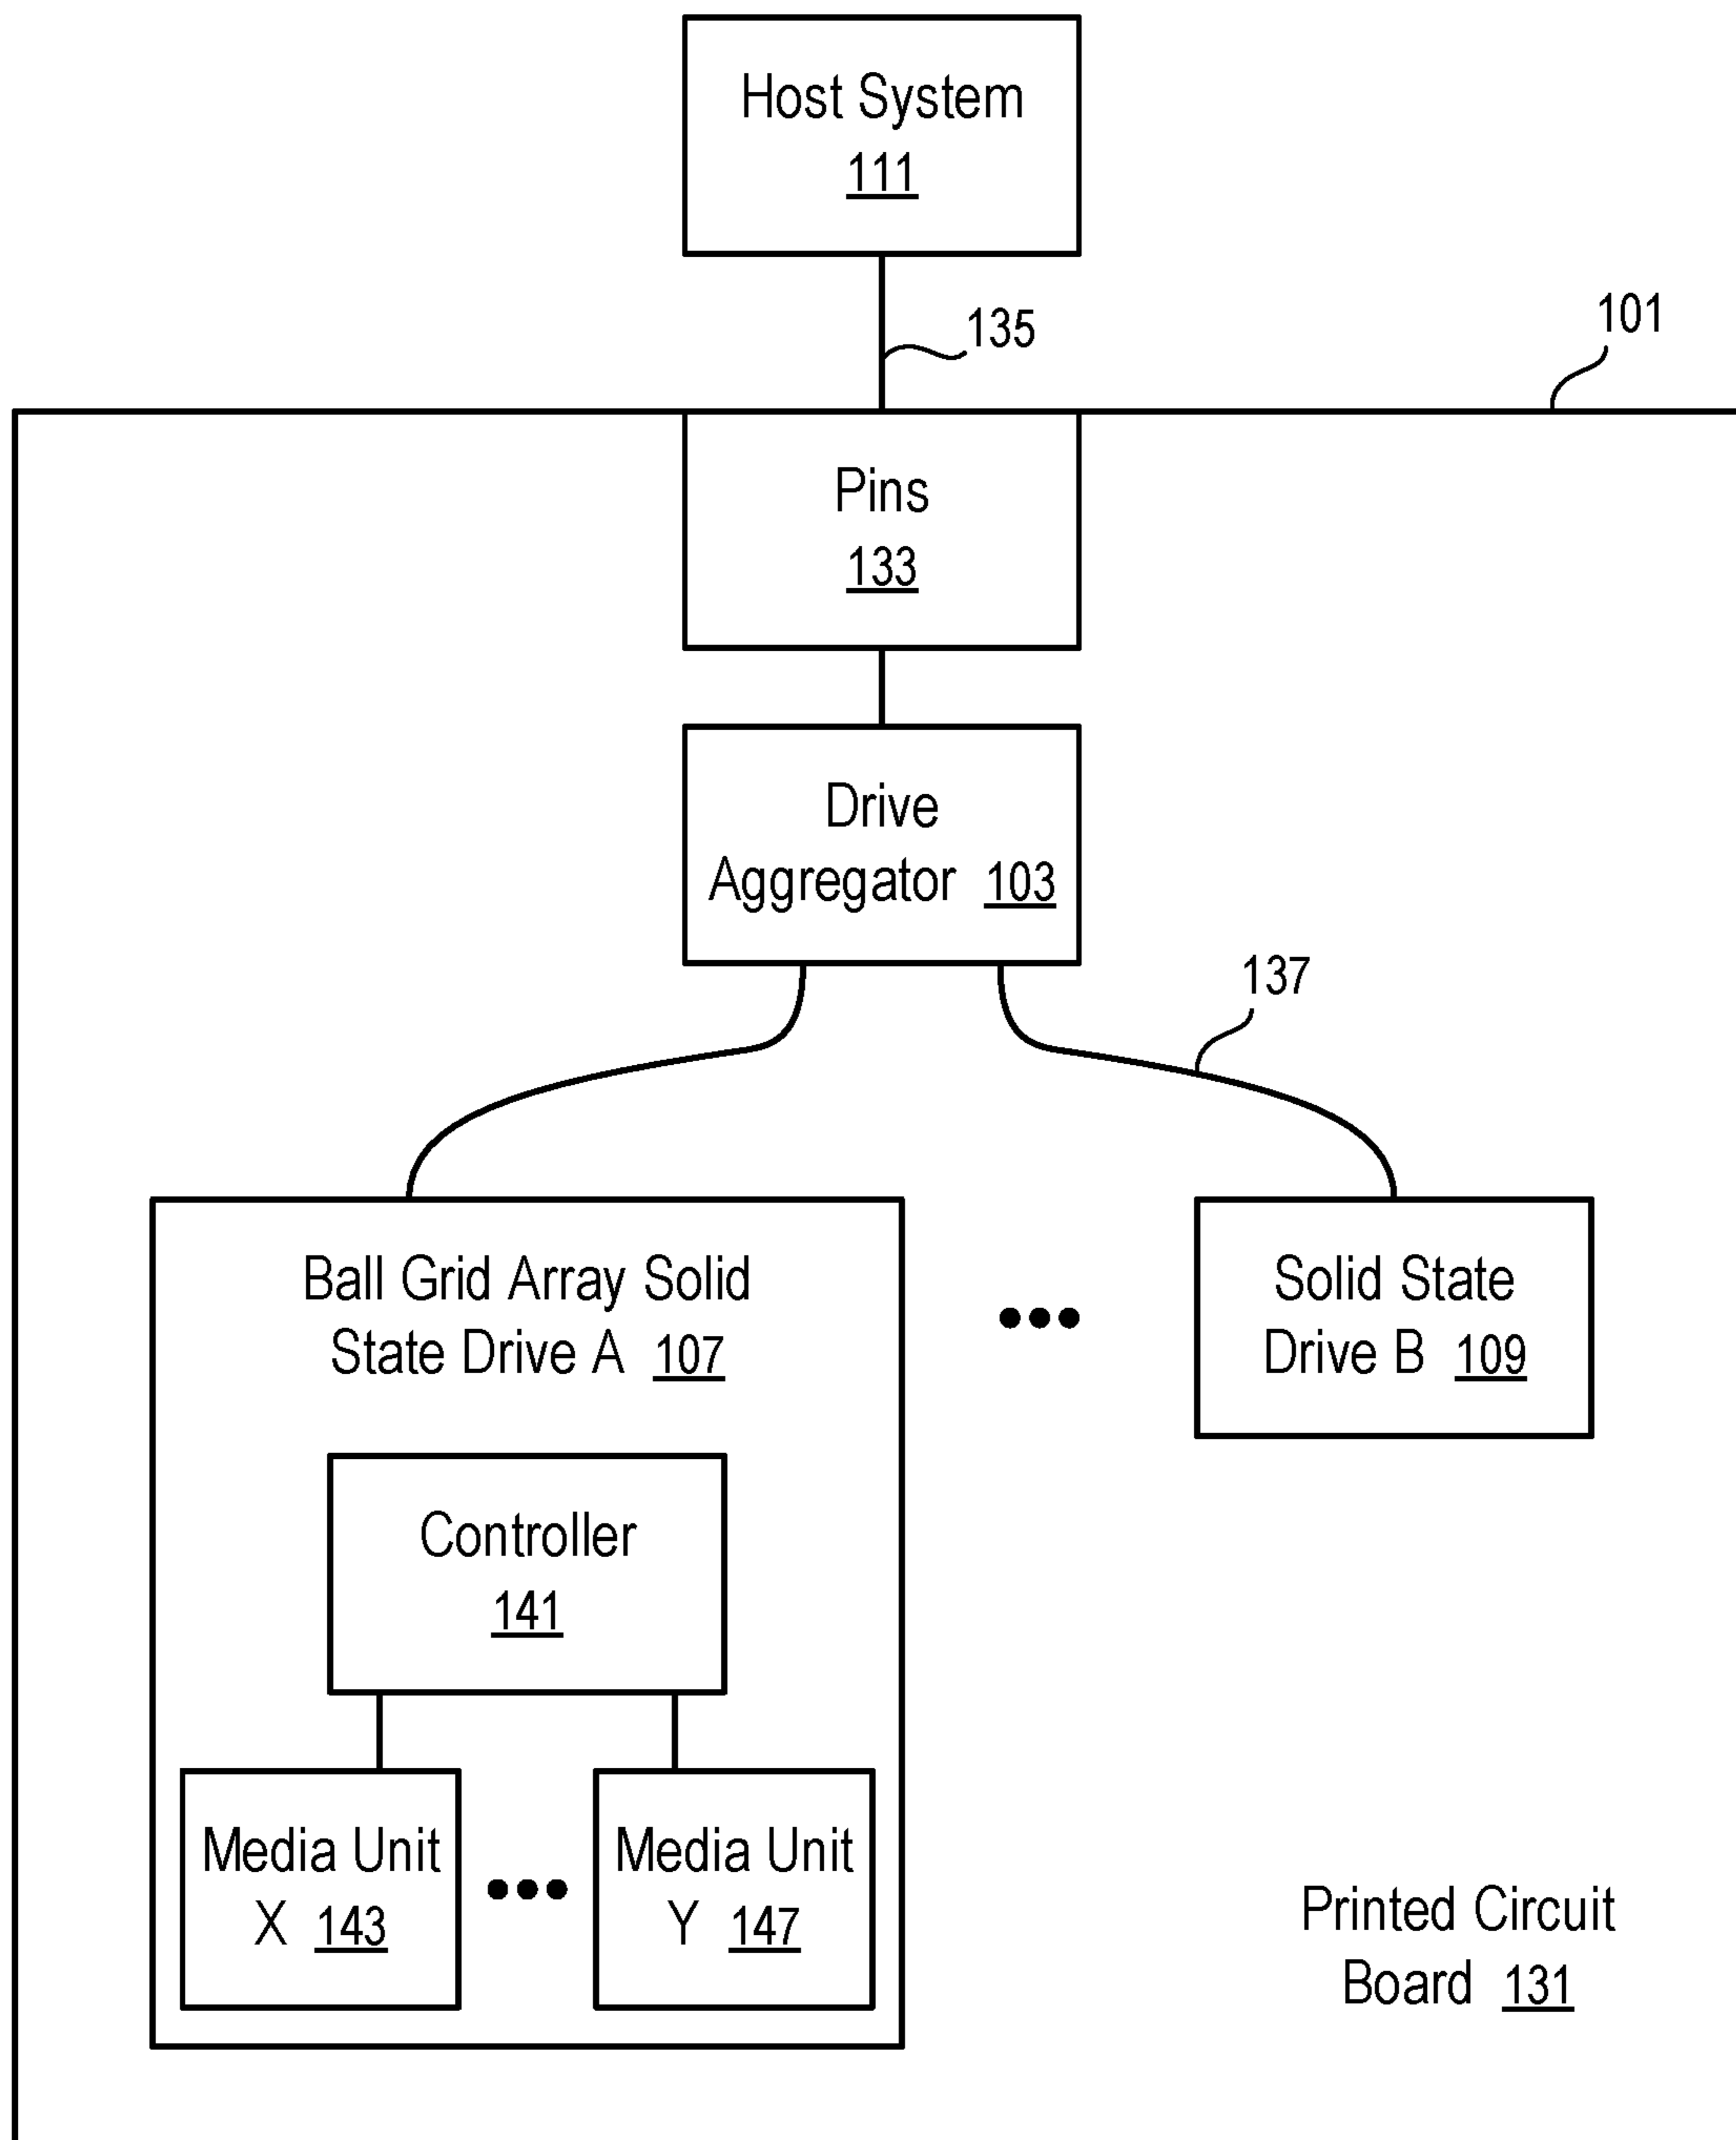 Host System
111
135
101
Pins
133
Drive
Aggregator 103
137
Ball Grid Array Solid
State Drive A 107
Solid State
Drive B 109
Controller
141
Media Unit
X 143
Media Unit
Y 147
Printed Circuit
Board 131